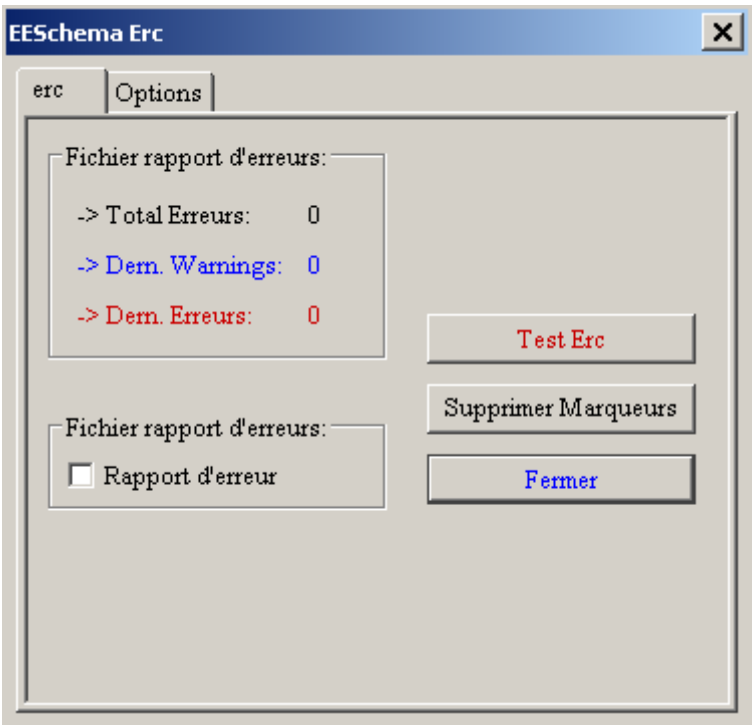 EESchema Erc
erc Options
Fichier rapport d'erreurs:
-> Total Erreurs: 0
-> Dern. Warnings: 0
-> Dern. Erreurs: 0
Test Erc
Supprimer Marqueurs
Fichier rapport d'erreurs:
Rapport d'erreur
Fermer